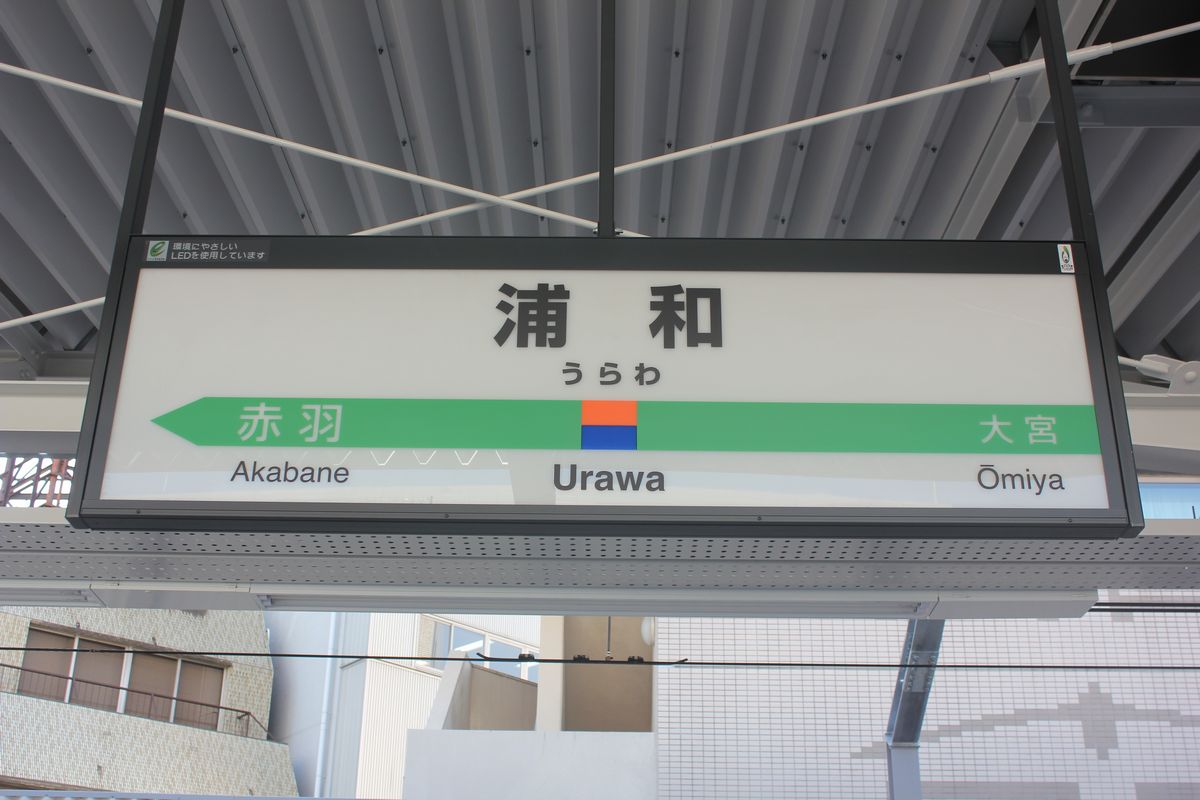 環境にやさしい
LEDを使用しています
浦 和
うらわ
赤羽 大宮
Akabane Urawa Ōmiya